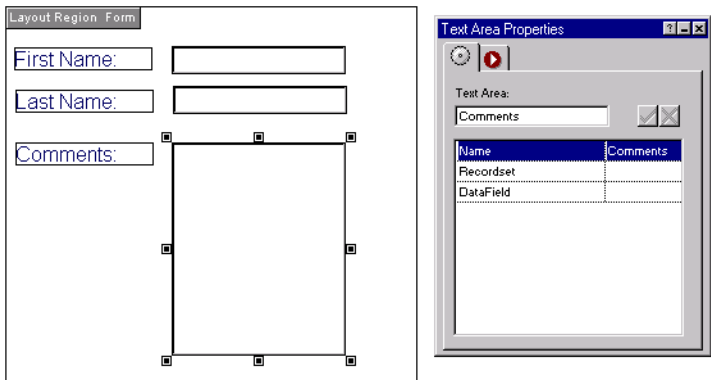 Layout Region Form
First Name:
Last Name:
Comments:
Text Area Properties
Text Area:
Comments
Name Comments
Recordset
DataField